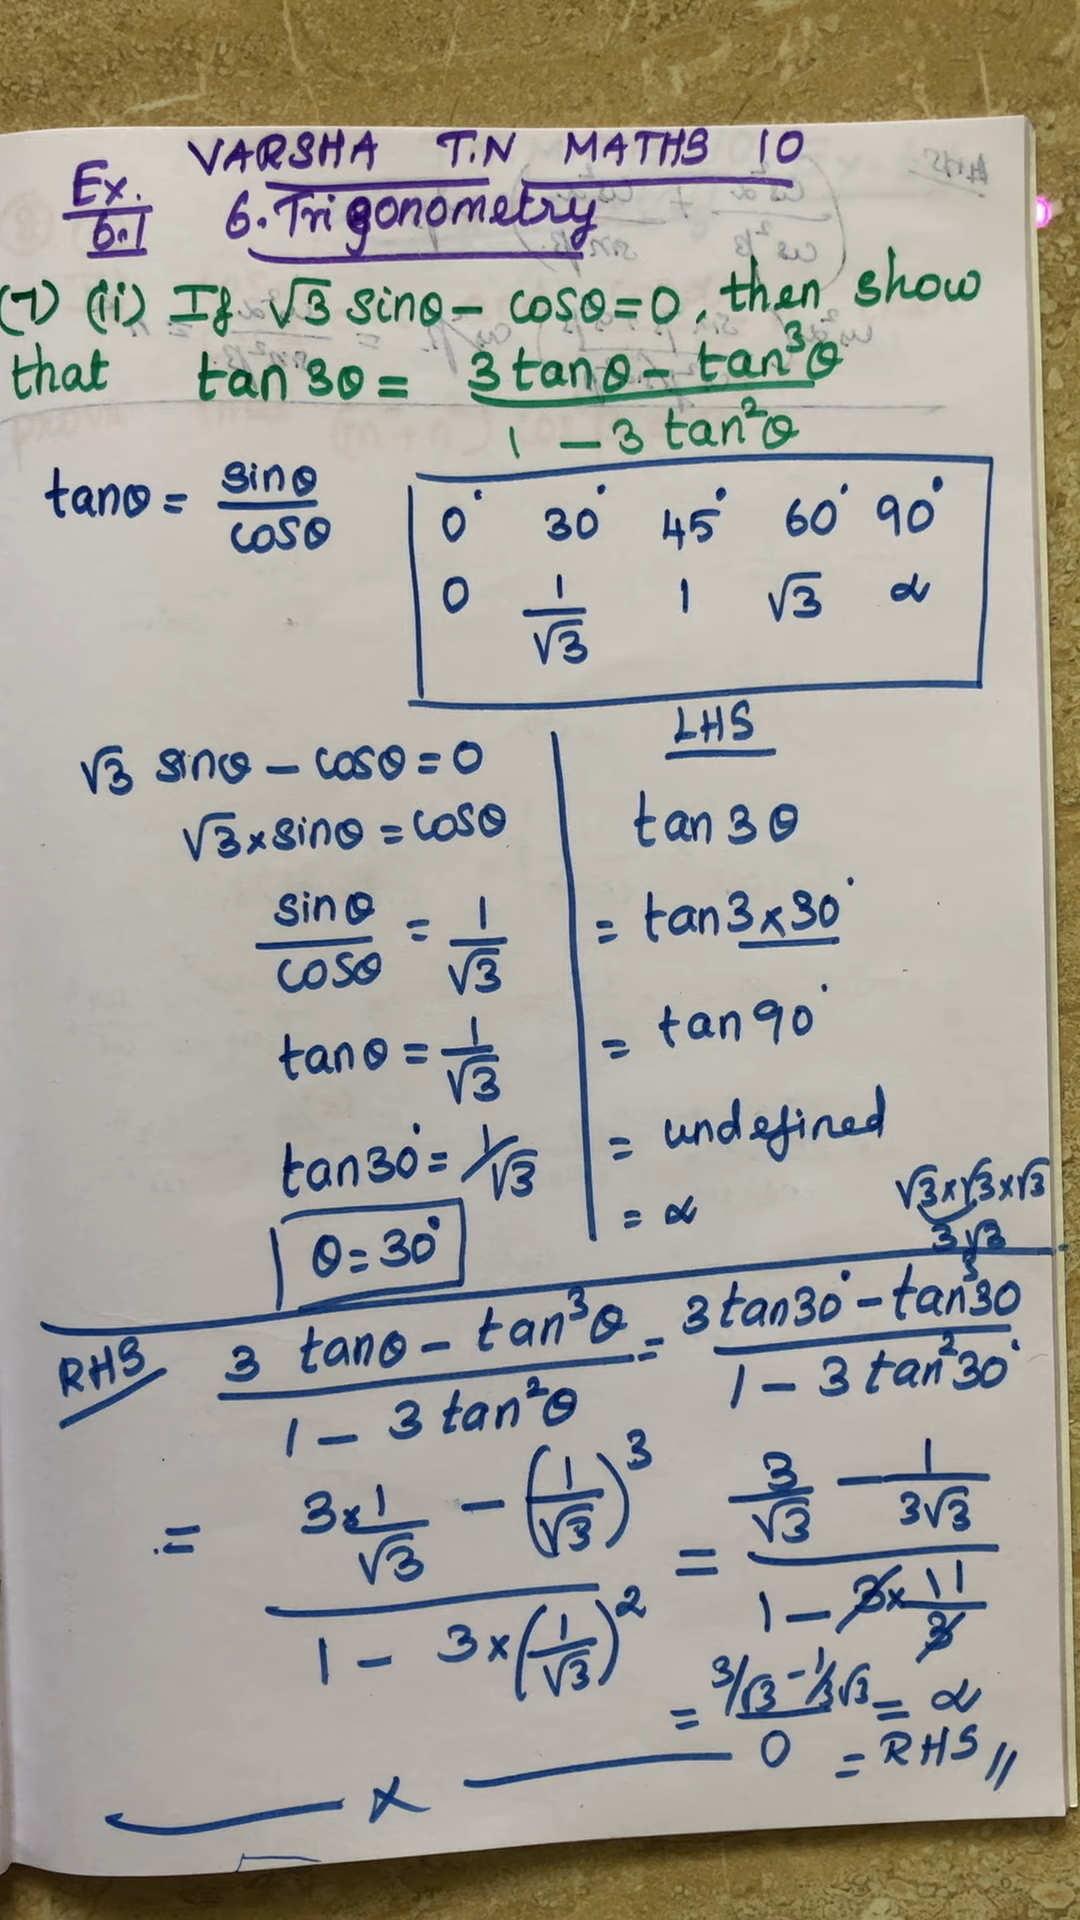 VARSHA T.N MATHS 10
Ex. 6.1 6. Trigonometry
(7) (ii) If √3 sinθ - cosθ = 0, then show
that tan 3θ = (3 tanθ - tan³θ)/(1 - 3 tan²θ)
tanθ = sinθ/cosθ
0° 30° 45° 60° 90°
0 1/√3 1 √3 α
√3 sinθ - cosθ = 0
√3 × sinθ = cosθ
sinθ/cosθ = 1/√3
tanθ = 1/√3
tan30° = 1/√3
θ = 30°
LHS
tan 3θ
= tan 3×30°
= tan 90°
= undefined
= α
√3×√3×√3
3√3
RHS (3 tanθ - tan³θ)/(1 - 3 tan²θ) = (3 tan30° - tan³30)/(1 - 3 tan²30°)
= (3×1/√3 - (1/√3)³)/(1 - 3×(1/√3)²) = (3/√3 - 1/3√3)/(1 - 3×11/3)
= (3/√3 - 1/3√3)/0 = α
= RHS //
x